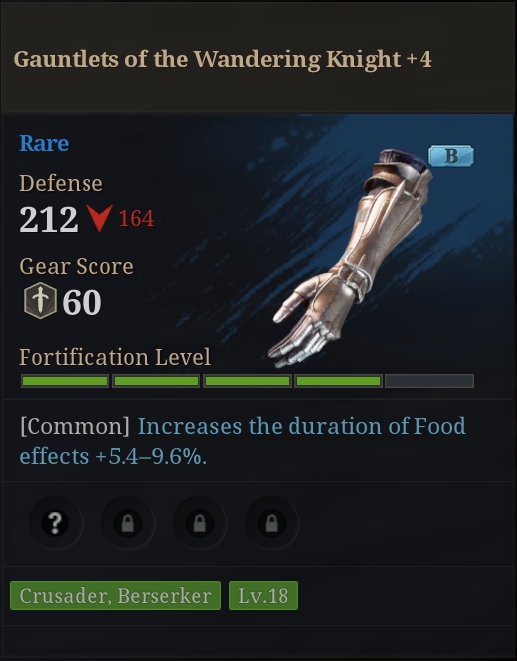 Gauntlets of the Wandering Knight +4
Rare
B
Defense
212 164
Gear Score
60
Fortification Level
[Common] Increases the duration of Food
effects +5.4–9.6%.
?
Crusader, Berserker Lv.18